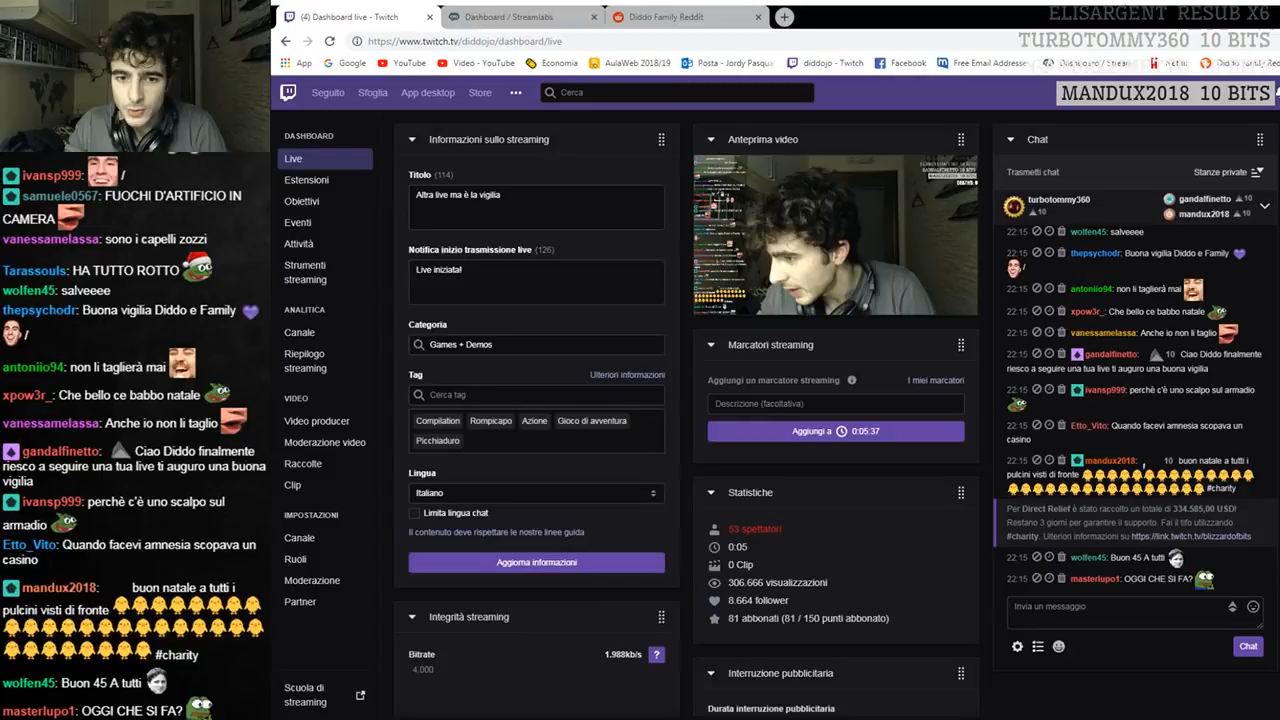 ELISARGENT RESUB X6
TURBOTOMMY360 10 BITS
MANDUX2018 10 BITS
(4) Dashboard live - Twitch
Dashboard / Streamlabs
Diddo Family Reddit
https://www.twitch.tv/diddojo/dashboard/live
App
Google
YouTube
Video - YouTube
Economia
AulaWeb 2018/19
Posta - Jordy Pasqua
diddojo - Twitch
Facebook
Free Email Addresse
Dashboard / Stream
Diddo Family Red
Seguito
Sfoglia
App desktop
Store
Cerca
ivansp999: /
samuele0567: FUOCHI D'ARTIFICIO IN
CAMERA
vanessamelassa: sono i capelli zozzi
Tarassouls: HA TUTTO ROTTO
wolfen45: salveeee
thepsychodr: Buona vigilia Diddo e Family
/
antoniio94: non li taglierà mai
xpow3r_: Che bello ce babbo natale
vanessamelassa: Anche io non li taglio
gandalfinetto: Ciao Diddo finalmente
riesco a seguire una tua live ti auguro una buona
vigilia
ivansp999: perchè c'è uno scalpo sul
armadio
Etto_Vito: Quando facevi amnesia scopava un
casino
mandux2018: buon natale a tutti i
pulcini visti di fronte
#charity
wolfen45: Buon 45 A tutti
masterlupo1: OGGI CHE SI FA?
DASHBOARD
Live
Estensioni
Obiettivi
Eventi
Attività
Strumenti
streaming
ANALITICA
Canale
Riepilogo
streaming
VIDEO
Video producer
Moderazione video
Raccolte
Clip
IMPOSTAZIONI
Canale
Ruoli
Moderazione
Partner
Scuola di
streaming
Informazioni sullo streaming
Titolo (114)
Altra live ma è la vigilia
Notifica inizio trasmissione live (126)
Live iniziata!
Categoria
Games + Demos
Tag
Ulteriori informazioni
Cerca tag
Compilation
Rompicapo
Azione
Gioco di avventura
Picchiaduro
Lingua
Italiano
Limita lingua chat
Il contenuto deve rispettare le nostre linee guida
Aggiorna informazioni
Integrità streaming
Bitrate
1.988kb/s
?
4.000
Anteprima video
Marcatori streaming
Aggiungi un marcatore streaming
I miei marcatori
Descrizione (facoltativa)
Aggiungi a 0:05:37
Statistiche
53 spettatori
0:05
0 Clip
306.666 visualizzazioni
8.664 follower
81 abbonati (81 / 150 punti abbonato)
Interruzione pubblicitaria
Durata interruzione pubblicitaria
Chat
Trasmetti chat
Stanze private
turbotommy360
10
gandalfinetto 10
mandux2018 10
22:15 wolfen45: salveeee
22:15 thepsychodr: Buona vigilia Diddo e Family
/
22:15 antoniio94: non li taglierà mai
22:15 xpow3r_: Che bello ce babbo natale
22:15 vanessamelassa: Anche io non li taglio
22:15 gandalfinetto: 10 Ciao Diddo finalmente
riesco a seguire una tua live ti auguro una buona vigilia
22:15 ivansp999: perchè c'è uno scalpo sul armadio
22:15 Etto_Vito: Quando facevi amnesia scopava un
casino
22:15 mandux2018: 10 buon natale a tutti i
pulcini visti di fronte
#charity
Per Direct Relief è stato raccolto un totale di 334.585,00 USD!
Restano 3 giorni per garantire il supporto. Fai il tifo utilizzando
#charity. Ulteriori informazioni su https://link.twitch.tv/blizzardofbits
22:15 wolfen45: Buon 45 A tutti
22:15 masterlupo1: OGGI CHE SI FA?
Invia un messaggio
Chat